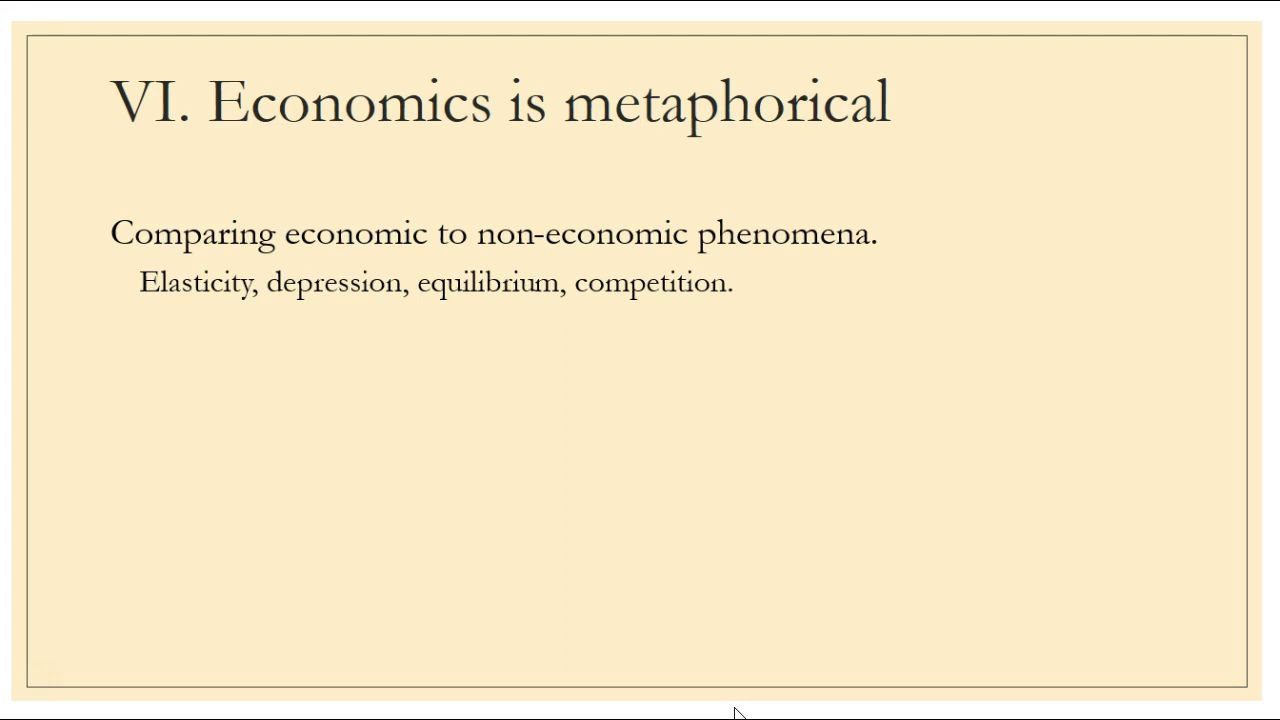 VI. Economics is metaphorical
Comparing economic to non-economic phenomena.
Elasticity, depression, equilibrium, competition.